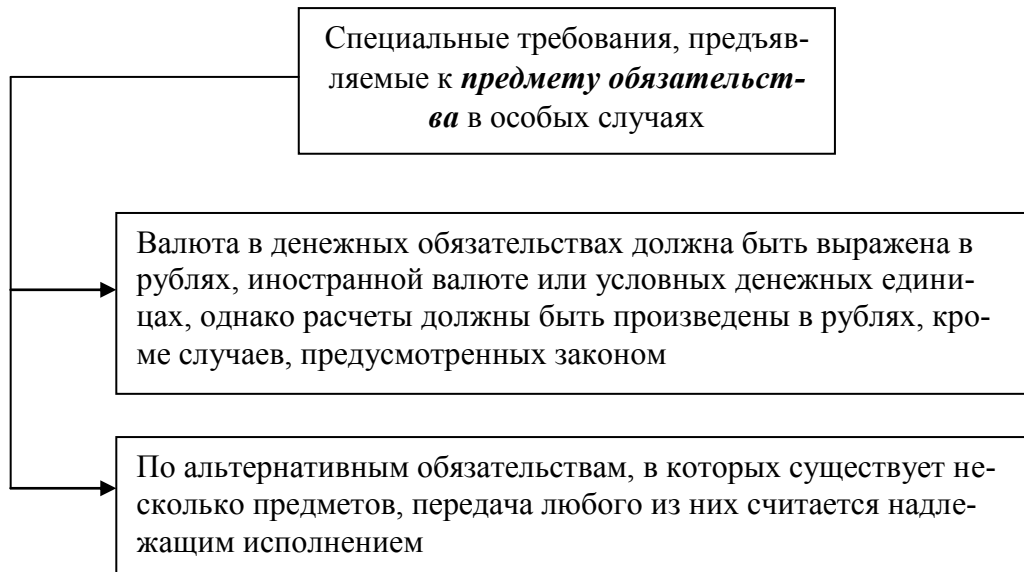 Специальные требования, предъяв-
ляемые к предмету обязательст-
ва в особых случаях
Валюта в денежных обязательствах должна быть выражена в
рублях, иностранной валюте или условных денежных едини-
цах, однако расчеты должны быть произведены в рублях, кро-
ме случаев, предусмотренных законом
По альтернативным обязательствам, в которых существует не-
сколько предметов, передача любого из них считается надле-
жащим исполнением